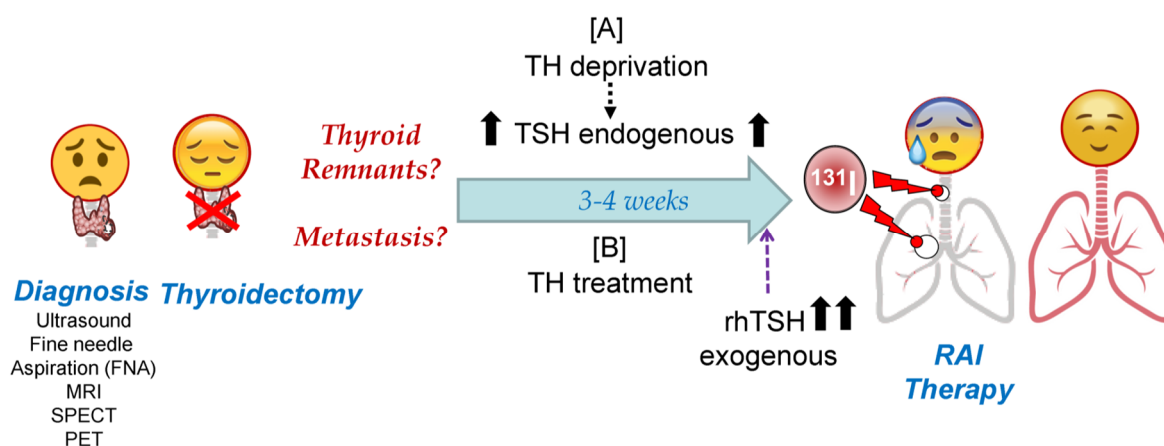 [A]
TH deprivation
TSH endogenous
Thyroid
Remnants?
Metastasis?
3-4 weeks
[B]
TH treatment
rhTSH
exogenous
131I
Diagnosis
Ultrasound
Fine needle
Aspiration (FNA)
MRI
SPECT
PET
Thyroidectomy
RAI
Therapy